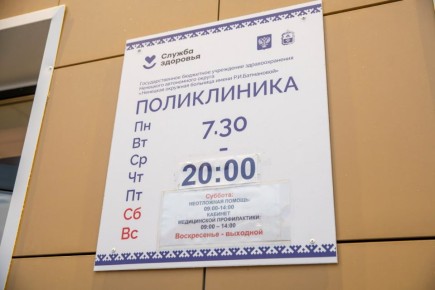 Служба
здоровья
Государственное бюджетное учреждение здравоохранения
Ненецкого автономного округа
«Ненецкая окружная больница имени Р.И.Батмановой»
ПОЛИКЛИНИКА
Пн
Вт
Ср
Чт
Пт
Сб
Вс
7.30
-
20:00
Суббота:
НЕОТЛОЖНАЯ ПОМОЩЬ:
09:00-14:00
КАБИНЕТ
МЕДИЦИНСКОЙ ПРОФИЛАКТИКИ:
09:00 – 14:00
Воскресенье - выходной